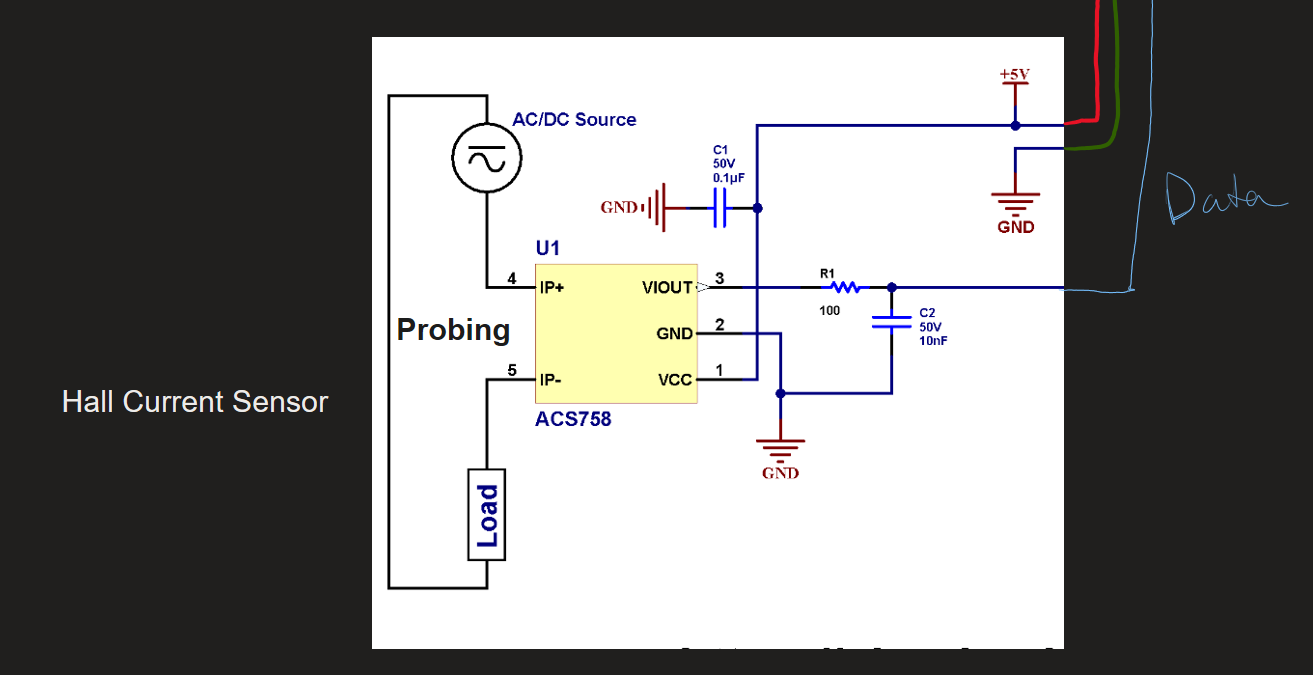 +5V
AC/DC Source
C1
50V
0.1µF
GND
Data
GND
U1
4
IP+
VIOUT
3
R1
100
C2
50V
10nF
Probing
GND
2
5
IP-
VCC
1
Hall Current Sensor
ACS758
GND
Load